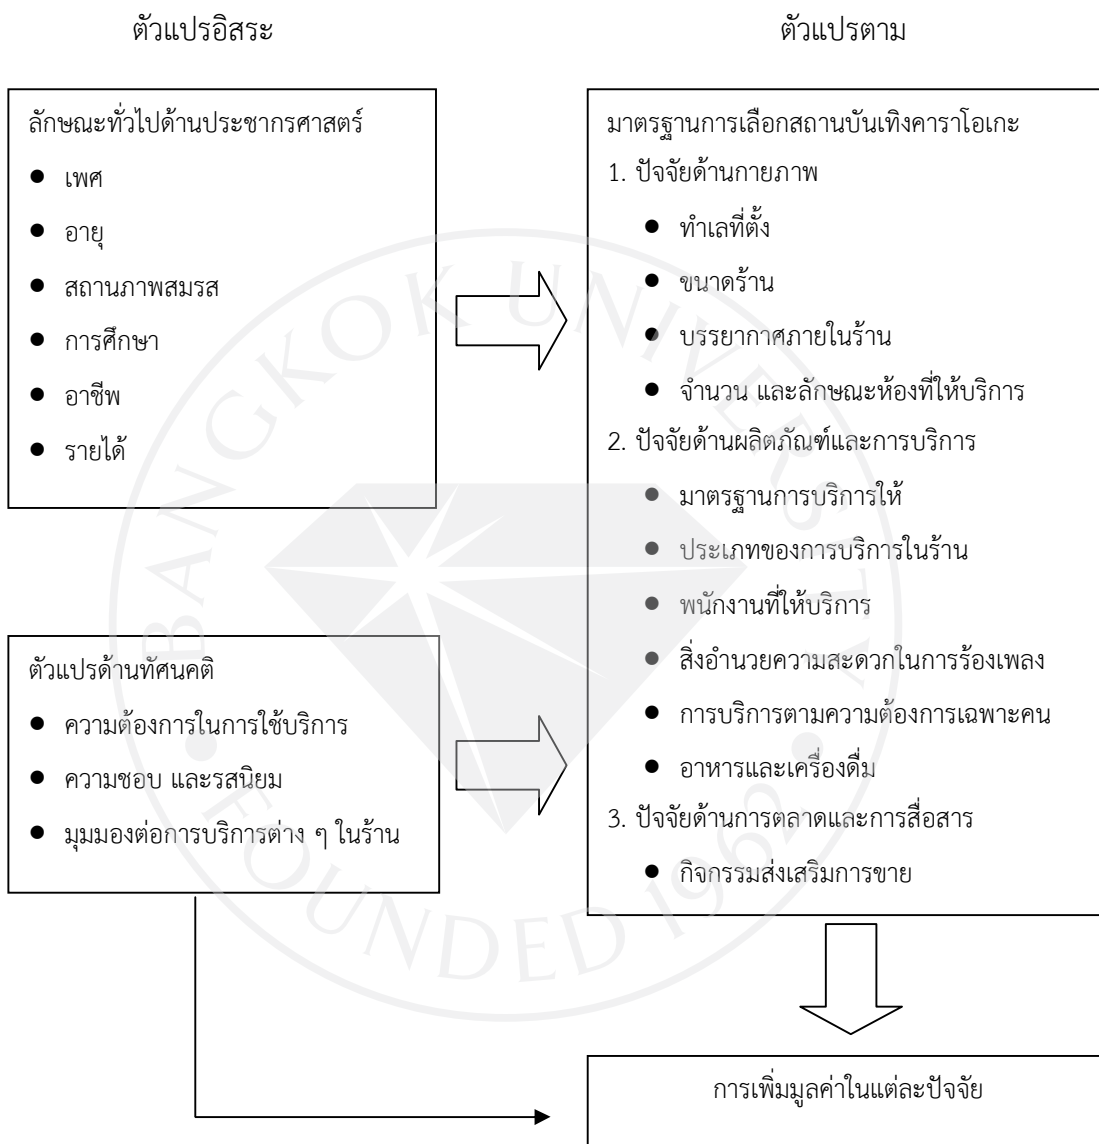 ตัวแปรอิสระ
ตัวแปรตาม
ลักษณะทั่วไปด้านประชากรศาสตร์
● เพศ
● อายุ
● สถานภาพสมรส
● การศึกษา
● อาชีพ
● รายได้
ตัวแปรด้านทัศนคติ
● ความต้องการในการใช้บริการ
● ความชอบ และรสนิยม
● มุมมองต่อการบริการต่าง ๆ ในร้าน
มาตรฐานการเลือกสถานบันเทิงคาราโอเกะ
1. ปัจจัยด้านกายภาพ
● ทำเลที่ตั้ง
● ขนาดร้าน
● บรรยากาศภายในร้าน
● จำนวน และลักษณะห้องที่ให้บริการ
2. ปัจจัยด้านผลิตภัณฑ์และการบริการ
● มาตรฐานการบริการให้
● ประเภทของการบริการในร้าน
● พนักงานที่ให้บริการ
● สิ่งอำนวยความสะดวกในการร้องเพลง
● การบริการตามความต้องการเฉพาะคน
● อาหารและเครื่องดื่ม
3. ปัจจัยด้านการตลาดและการสื่อสาร
● กิจกรรมส่งเสริมการขาย
การเพิ่มมูลค่าในแต่ละปัจจัย
BANGKOK UNIVERSITY
FOUNDED 1962